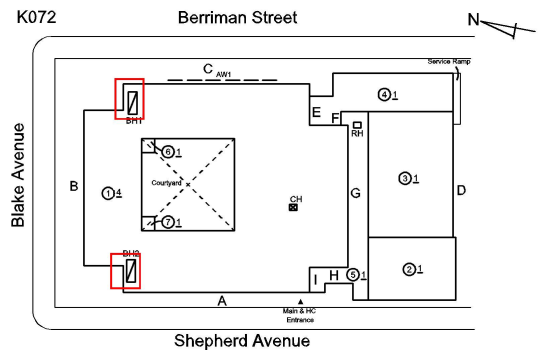 K072
Berriman Street
N
Service Ramp
C
AW1
④ 1
E
F
BH1
RH
⑥ 1
B
① 4
Courtyard
③ 1
G
D
CH
Blake Avenue
⑦ 1
BH2
H
I
⑤ 1
② 1
A
Main & HC
Entrance
Shepherd Avenue